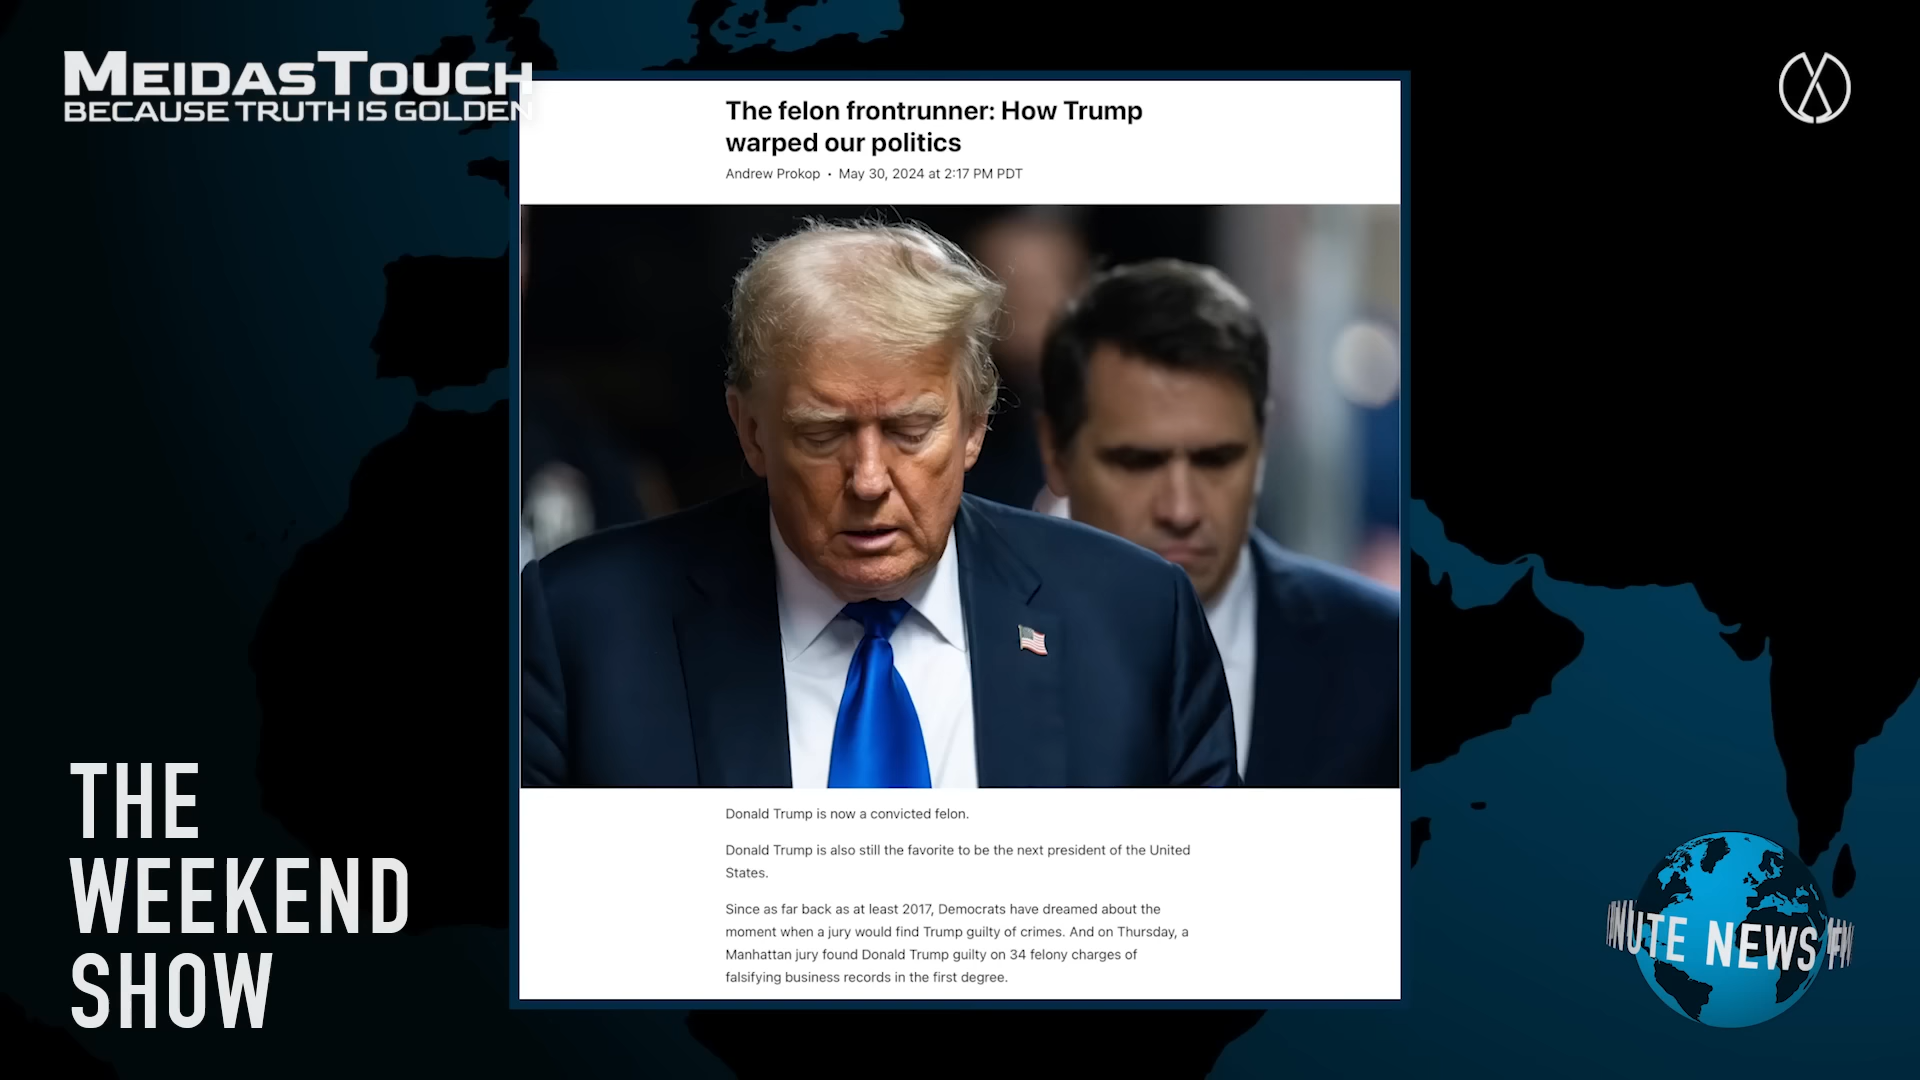 MEIDASTOUCH
BECAUSE TRUTH IS GOLDEN
The felon frontrunner: How Trump
warped our politics
Andrew Prokop • May 30, 2024 at 2:17 PM PDT
Donald Trump is now a convicted felon.
Donald Trump is also still the favorite to be the next president of the United
States.
Since as far back as at least 2017, Democrats have dreamed about the
moment when a jury would find Trump guilty of crimes. And on Thursday, a
Manhattan jury found Donald Trump guilty on 34 felony charges of
falsifying business records in the first degree.
THE
WEEKEND
SHOW
NEWS